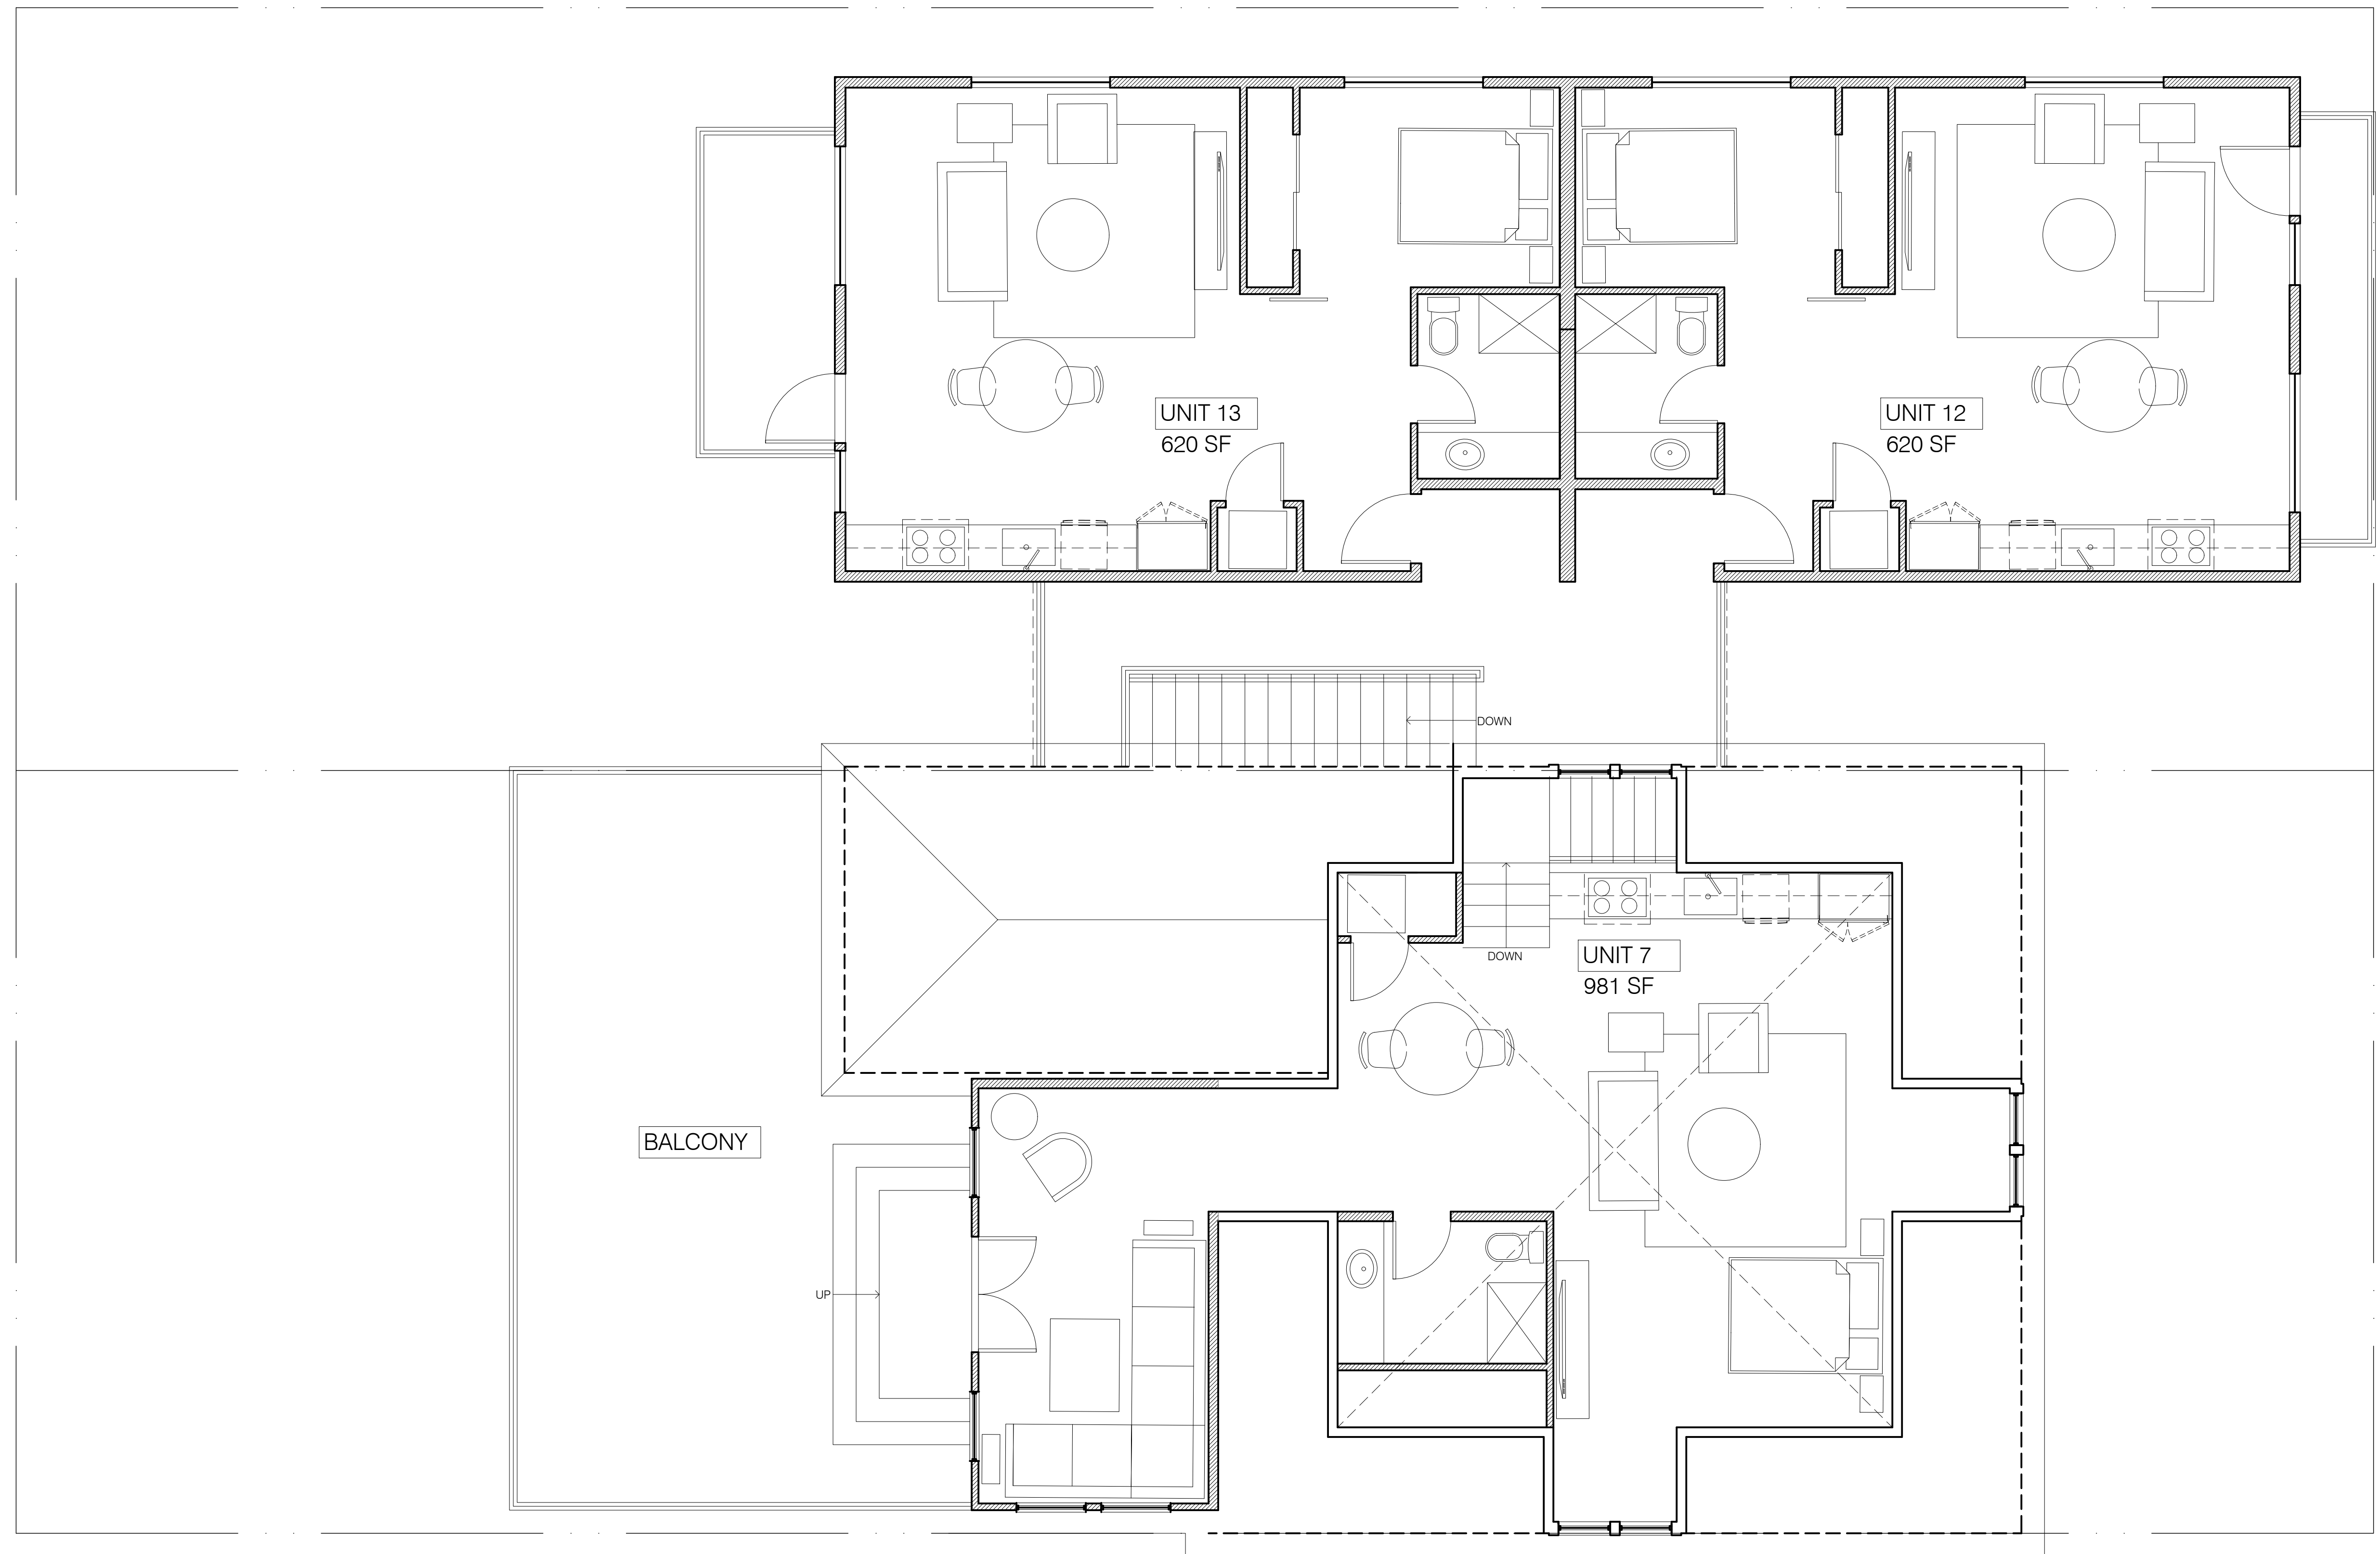 UNIT 13
620 SF
UNIT 12
620 SF
DOWN
DOWN
UNIT 7
981 SF
BALCONY
UP